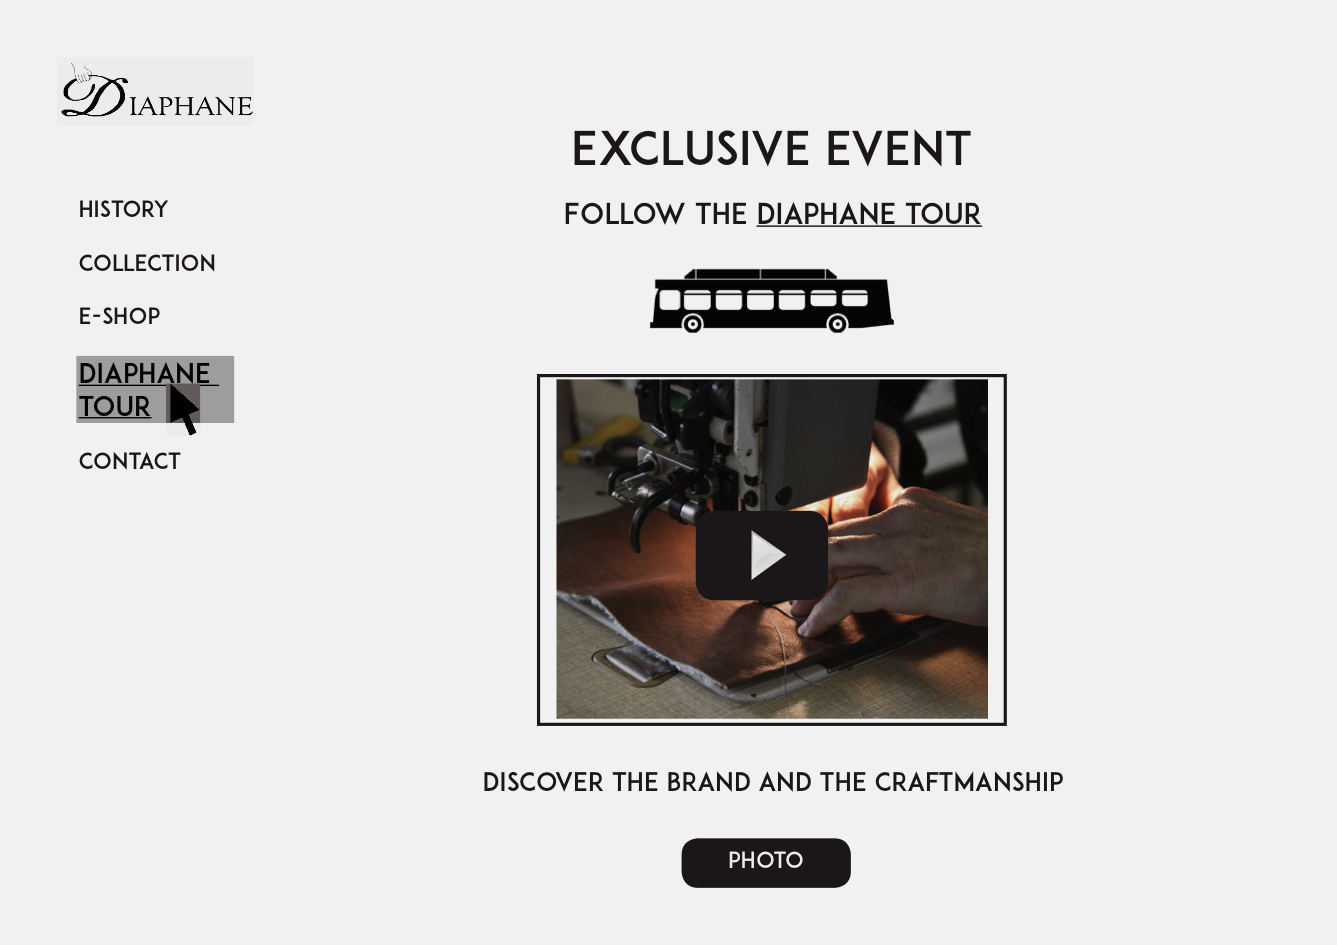 DIAPHANE
EXCLUSIVE EVENT
FOLLOW THE DIAPHANE TOUR
HISTORY
COLLECTION
E-SHOP
DIAPHANE
TOUR
CONTACT
DISCOVER THE BRAND AND THE CRAFTMANSHIP
PHOTO